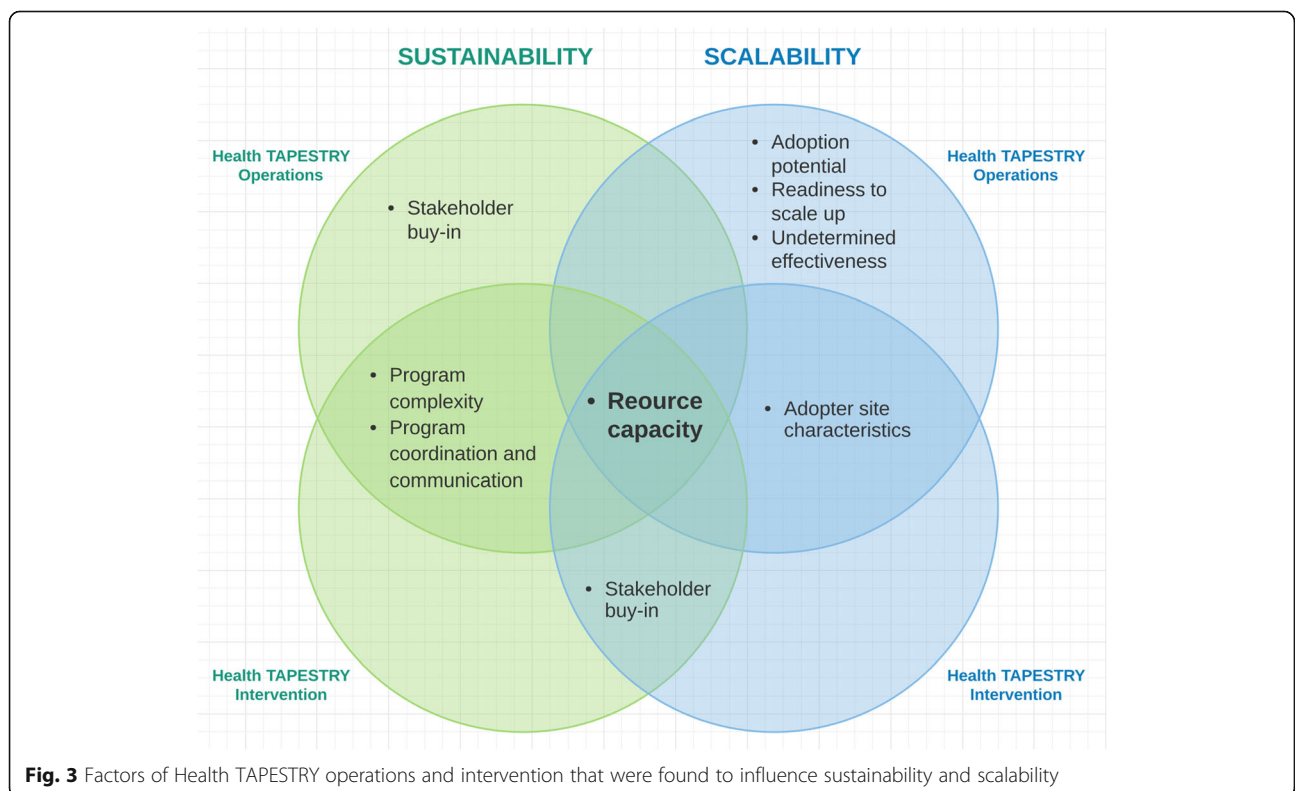 SUSTAINABILITY
SCALABILITY
Health TAPESTRY
Operations
• Stakeholder
buy-in
• Adoption
potential
• Readiness to
scale up
• Undetermined
effectiveness
Health TAPESTRY
Operations
• Program
complexity
• Program
coordination and
communication
• Reource
capacity
• Adopter site
characteristics
• Stakeholder
buy-in
Health TAPESTRY
Intervention
Health TAPESTRY
Intervention
Fig. 3 Factors of Health TAPESTRY operations and intervention that were found to influence sustainability and scalability